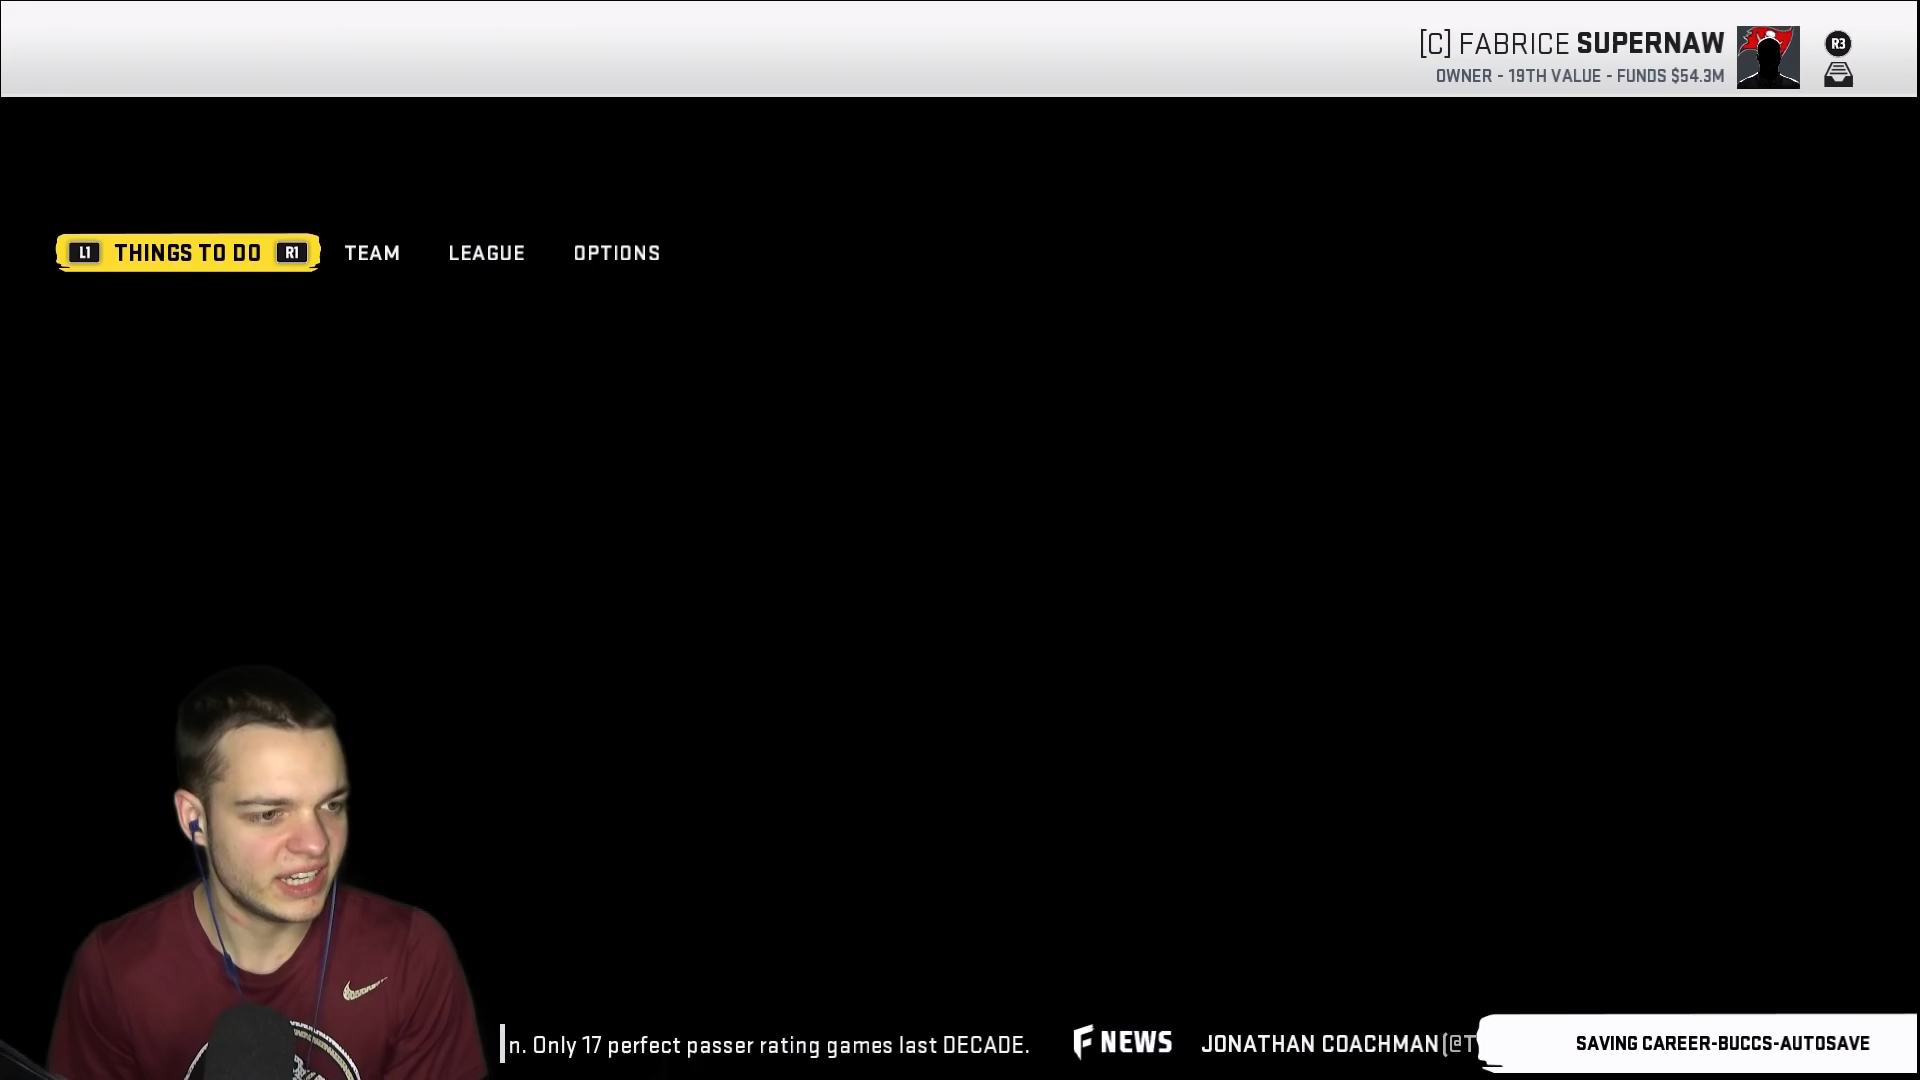 [C] FABRICE SUPERNAW
OWNER - 19TH VALUE - FUNDS $54.3M
R3
L1 THINGS TO DO R1 TEAM LEAGUE OPTIONS
n. Only 17 perfect passer rating games last DECADE. NEWS JONATHAN COACHMAN(@T
SAVING CAREER-BUCCS-AUTOSAVE